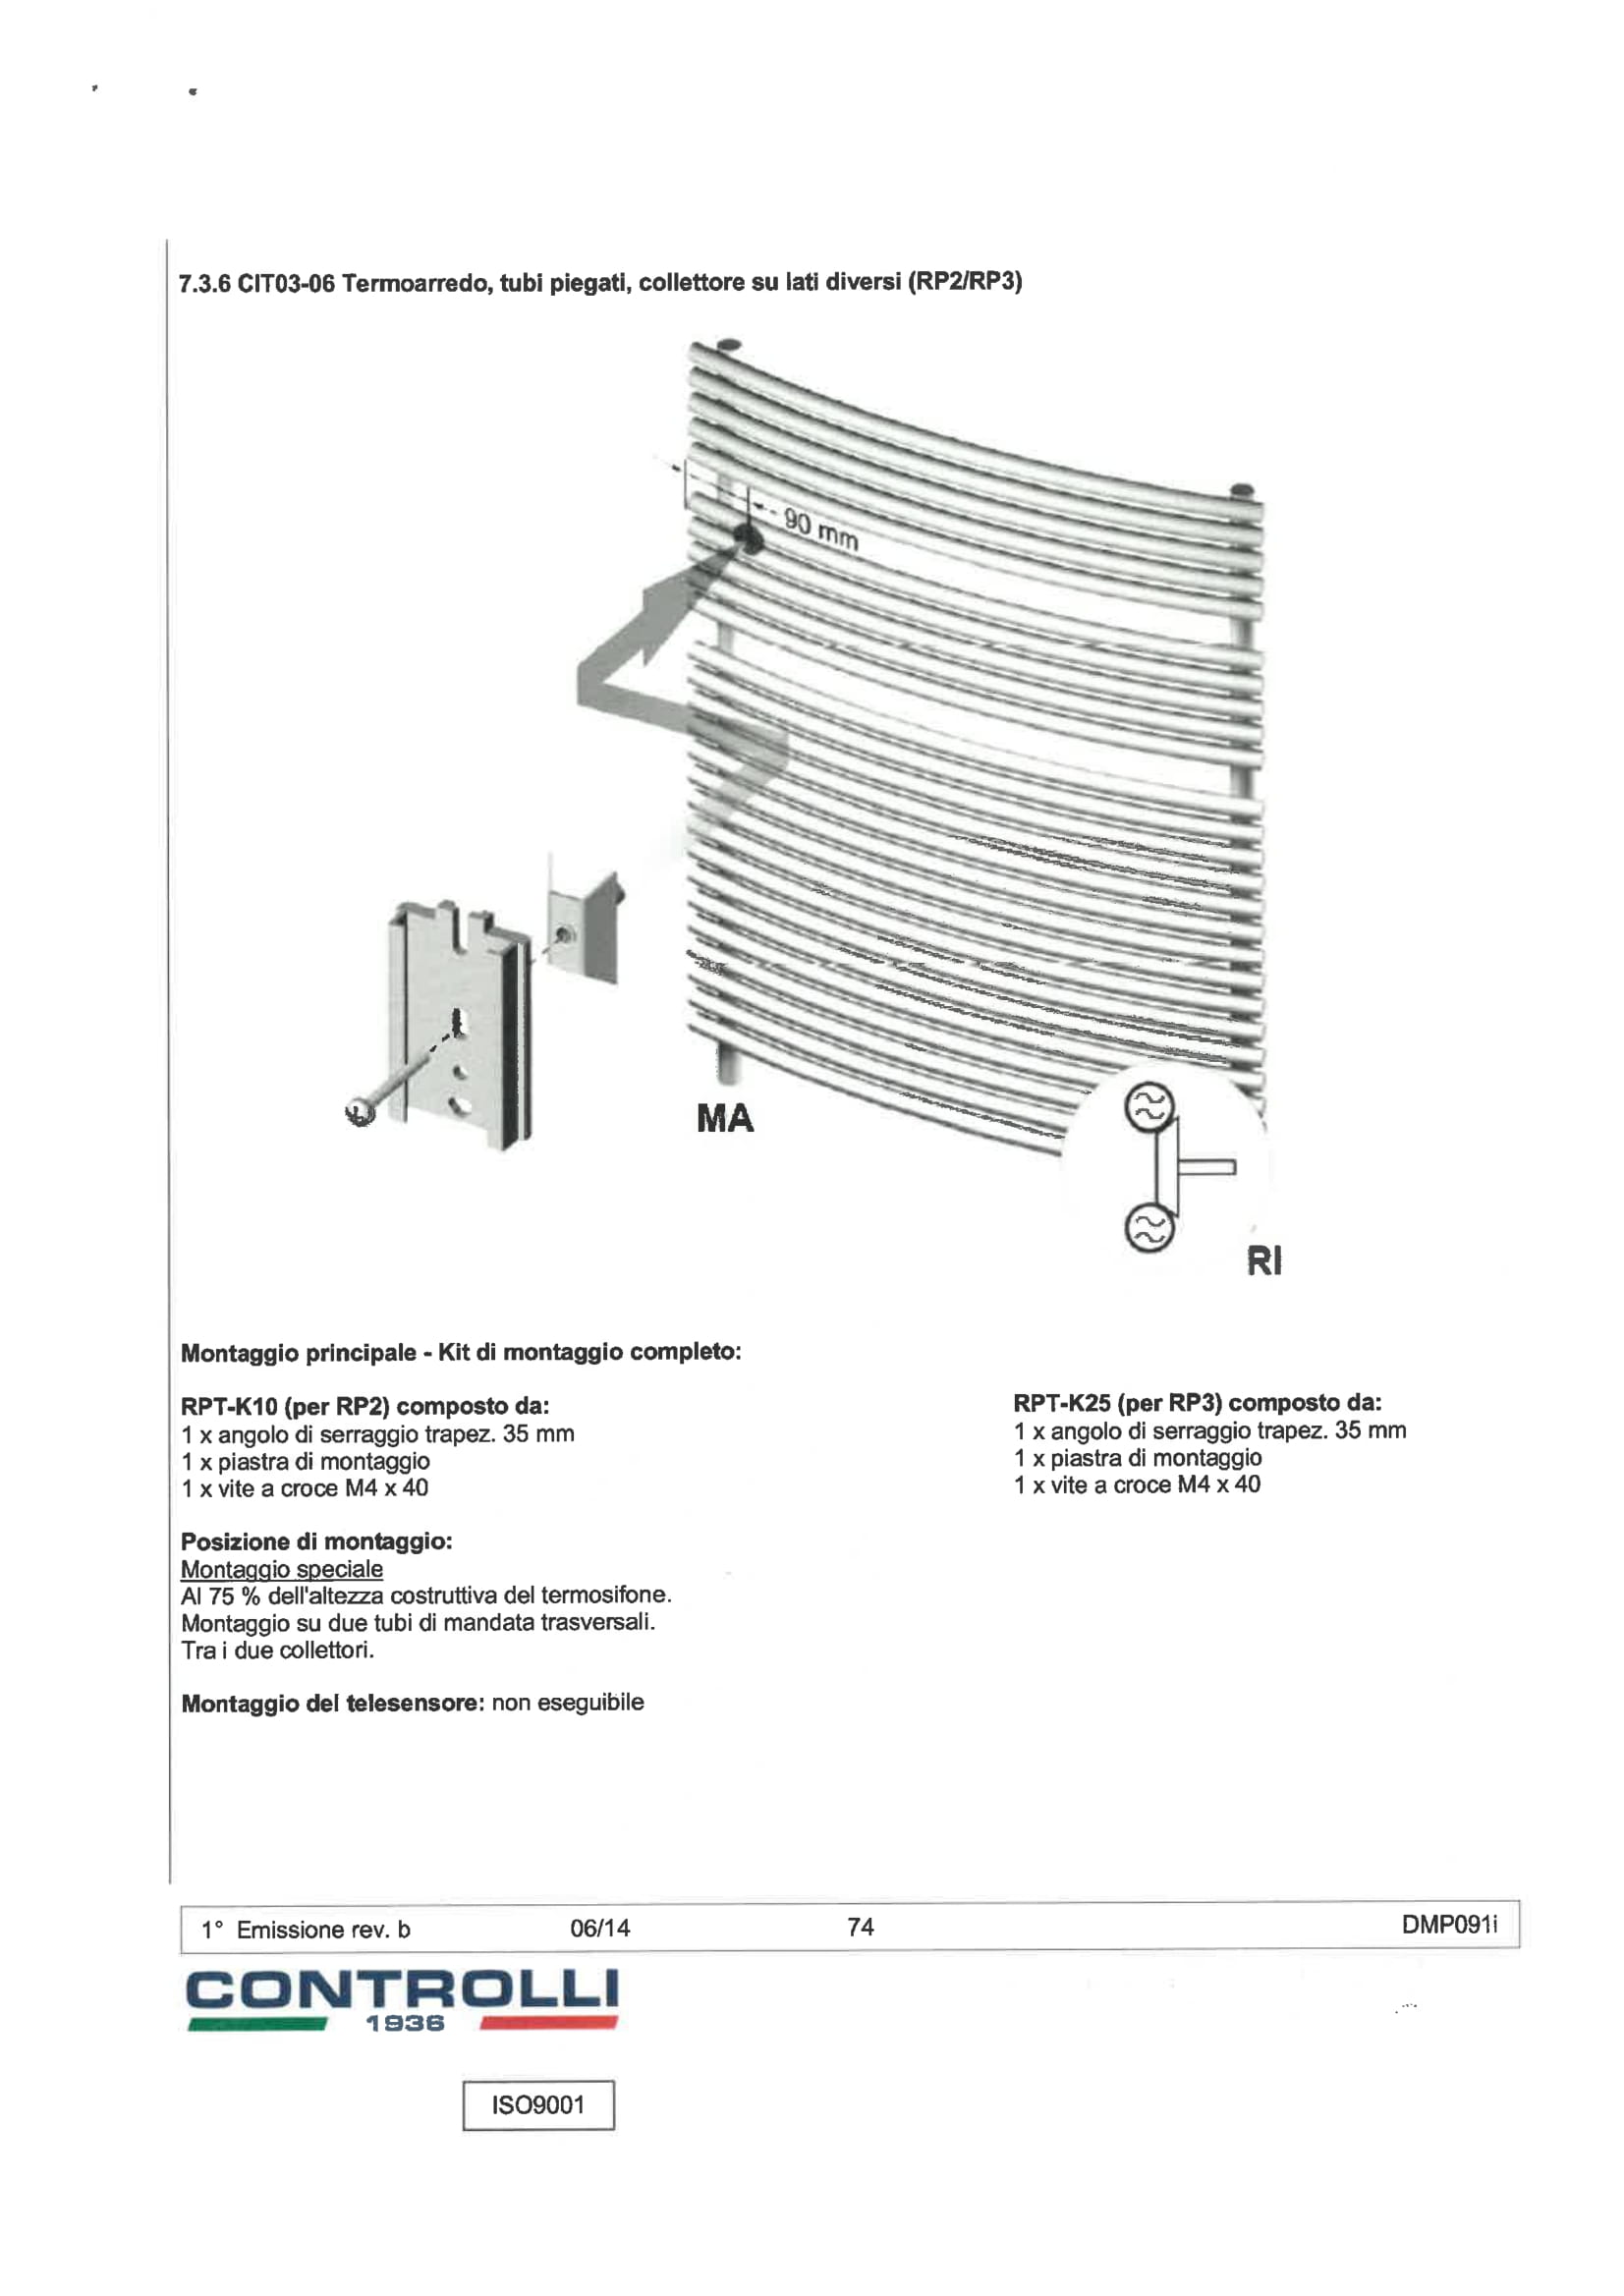 7.3.6 CIT03-06 Termoarredo, tubi piegati, collettore su lati diversi (RP2/RP3)
90 mm
MA
RI
Montaggio principale - Kit di montaggio completo:
RPT-K10 (per RP2) composto da:
1 x angolo di serraggio trapez. 35 mm
1 x piastra di montaggio
1 x vite a croce M4 x 40
RPT-K25 (per RP3) composto da:
1 x angolo di serraggio trapez. 35 mm
1 x piastra di montaggio
1 x vite a croce M4 x 40
Posizione di montaggio:
Montaggio speciale
Al 75 % dell'altezza costruttiva del termosifone.
Montaggio su due tubi di mandata trasversali.
Tra i due collettori.
Montaggio del telesensore: non eseguibile
1° Emissione rev. b 06/14 74 DMP091i
CONTROLLI
1936
ISO9001